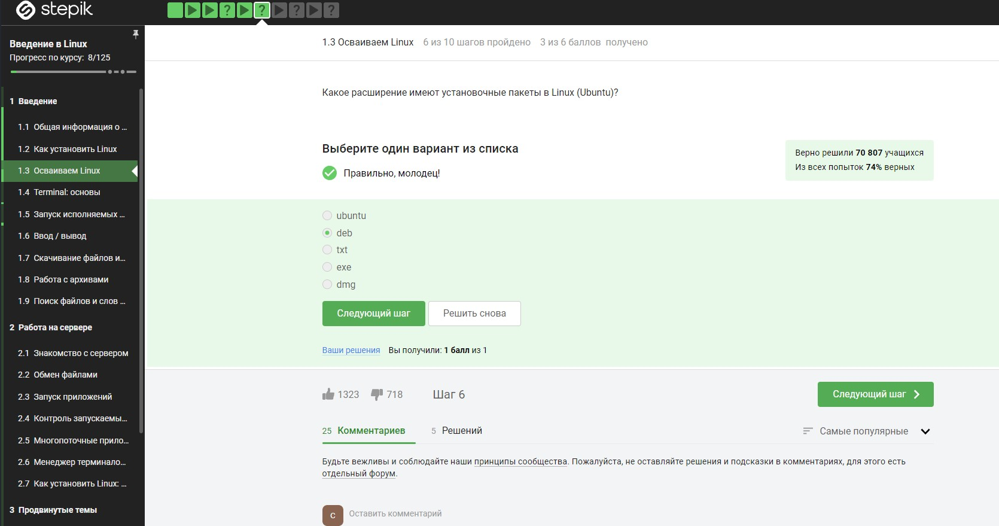 stepik
Введение в Linux
Прогресс по курсу: 8/125
1 Введение
1.1 Общая информация о ...
1.2 Как установить Linux
1.3 Осваиваем Linux
1.4 Terminal: основы
1.5 Запуск исполняемых ...
1.6 Ввод / вывод
1.7 Скачивание файлов и...
1.8 Работа с архивами
1.9 Поиск файлов и слов ...
2 Работа на сервере
2.1 Знакомство с сервером
2.2 Обмен файлами
2.3 Запуск приложений
2.4 Контроль запускаемы...
2.5 Многопоточные прило...
2.6 Менеджер терминало...
2.7 Как установить Linux: ...
3 Продвинутые темы
? ? ? ?
1.3 Осваиваем Linux 6 из 10 шагов пройдено 3 из 6 баллов получено
Какое расширение имеют установочные пакеты в Linux (Ubuntu)?
Выберите один вариант из списка
Правильно, молодец!
Верно решили 70 807 учащихся
Из всех попыток 74% верных
ubuntu
deb
txt
exe
dmg
Следующий шаг Решить снова
Ваши решения Вы получили: 1 балл из 1
1323 718 Шаг 6 Следующий шаг
25 Комментариев 5 Решений Самые популярные
Будьте вежливы и соблюдайте наши принципы сообщества. Пожалуйста, не оставляйте решения и подсказки в комментариях, для этого есть
отдельный форум.
С Оставить комментарий